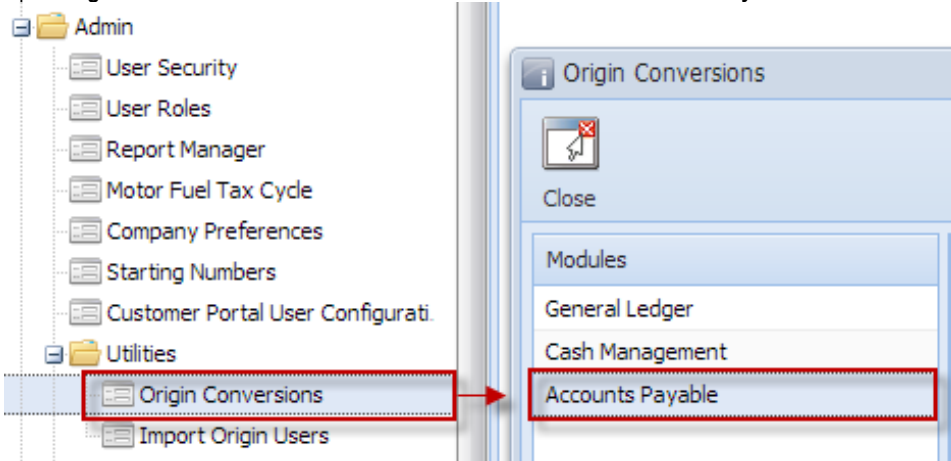 Admin
User Security
User Roles
Report Manager
Motor Fuel Tax Cycle
Company Preferences
Starting Numbers
Customer Portal User Configurati.
Utilities
Origin Conversions
Import Origin Users
Origin Conversions
Close
Modules
General Ledger
Cash Management
Accounts Payable